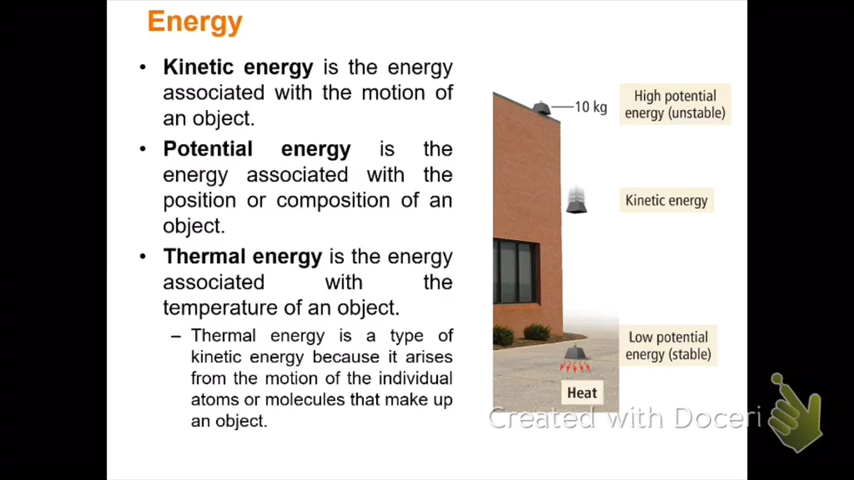 Energy
• Kinetic energy is the energy
associated with the motion of
an object.
• Potential energy is the
energy associated with the
position or composition of an
object.
• Thermal energy is the energy
associated with the
temperature of an object.
– Thermal energy is a type of
kinetic energy because it arises
from the motion of the individual
atoms or molecules that make up
an object.
10 kg
High potential
energy (unstable)
Kinetic energy
Low potential
energy (stable)
Heat
Created with Doceri